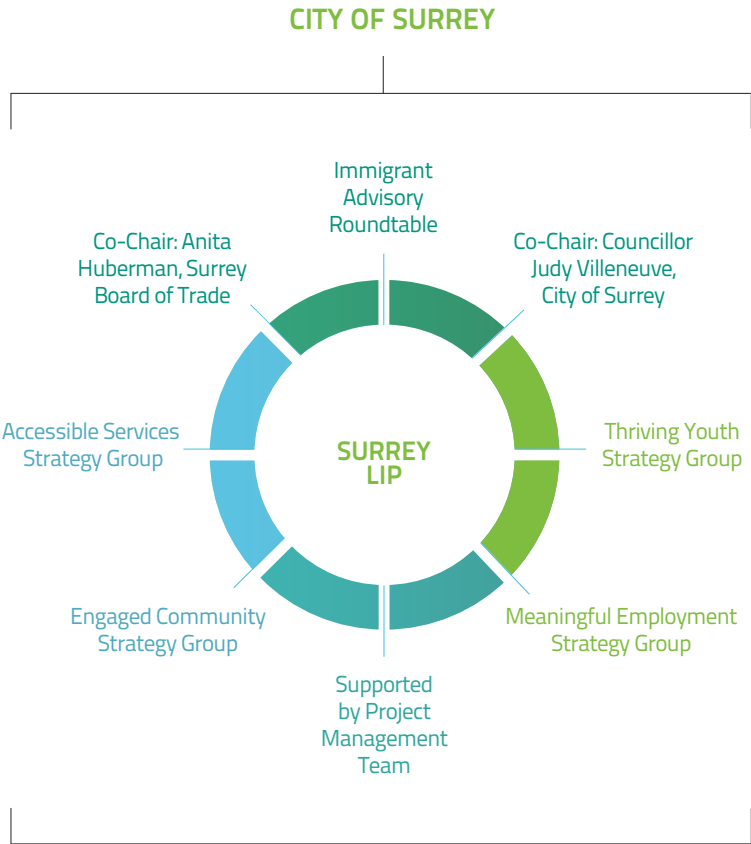 CITY OF SURREY
Immigrant
Advisory
Roundtable
Co-Chair: Anita
Huberman, Surrey
Board of Trade
Co-Chair: Councillor
Judy Villeneuve,
City of Surrey
Accessible Services
Strategy Group
SURREY
LIP
Thriving Youth
Strategy Group
Engaged Community
Strategy Group
Meaningful Employment
Strategy Group
Supported
by Project
Management
Team